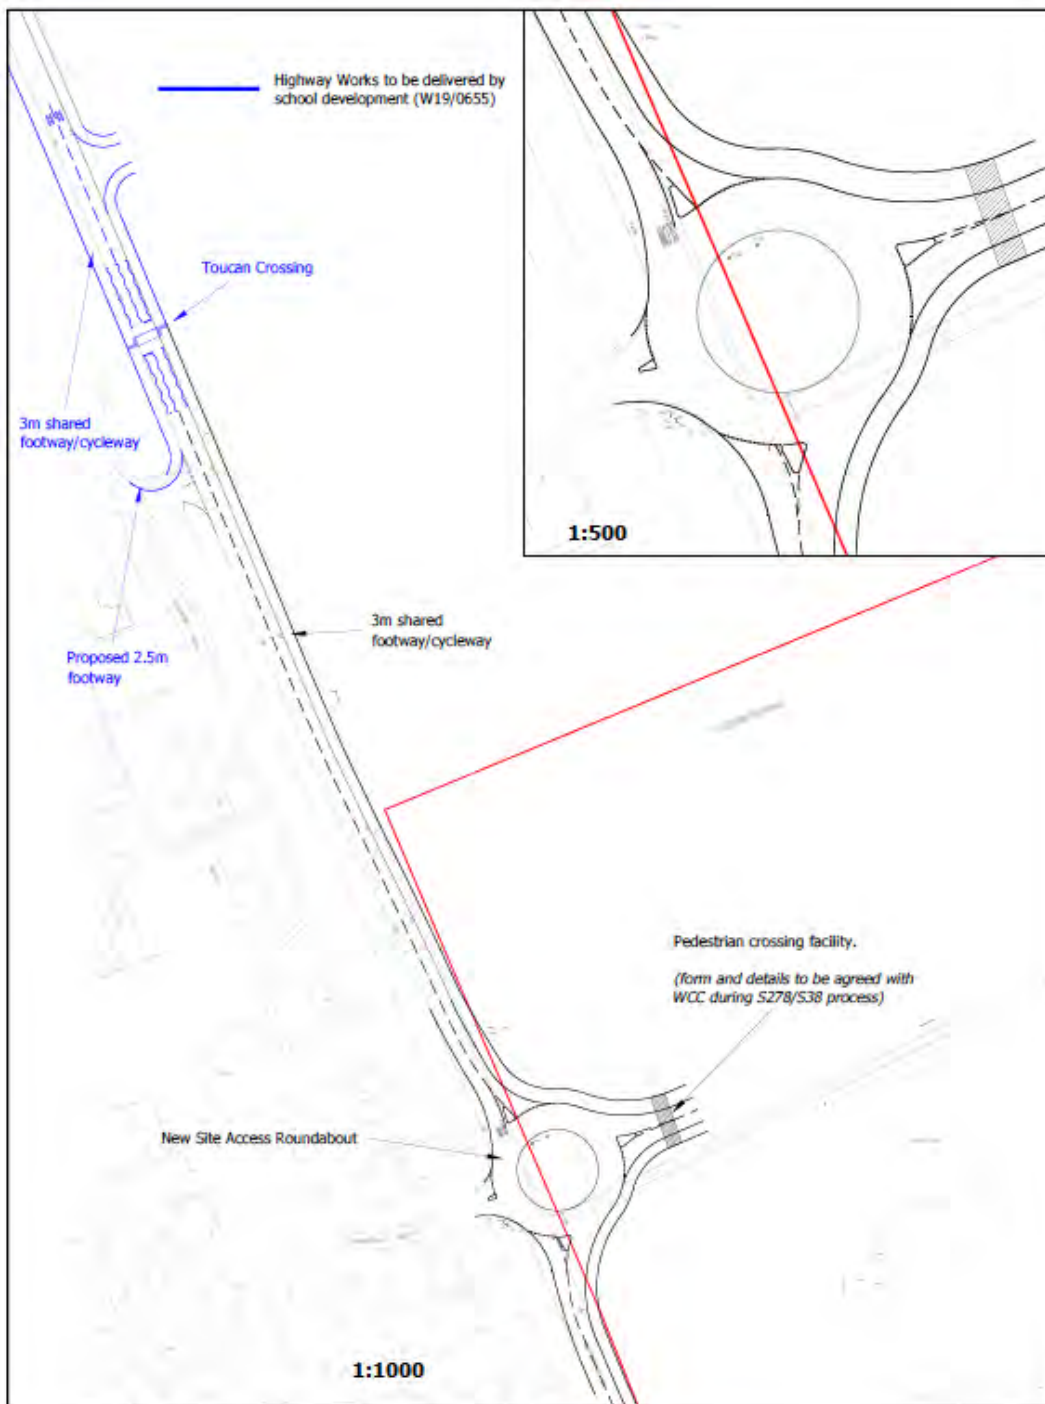 Highway Works to be delivered by
school development (W19/0655)
Toucan Crossing
3m shared
footway/cycleway
1:500
3m shared
footway/cycleway
Proposed 2.5m
footway
Pedestrian crossing facility.
(form and details to be agreed with
WCC during S278/S38 process)
New Site Access Roundabout
1:1000